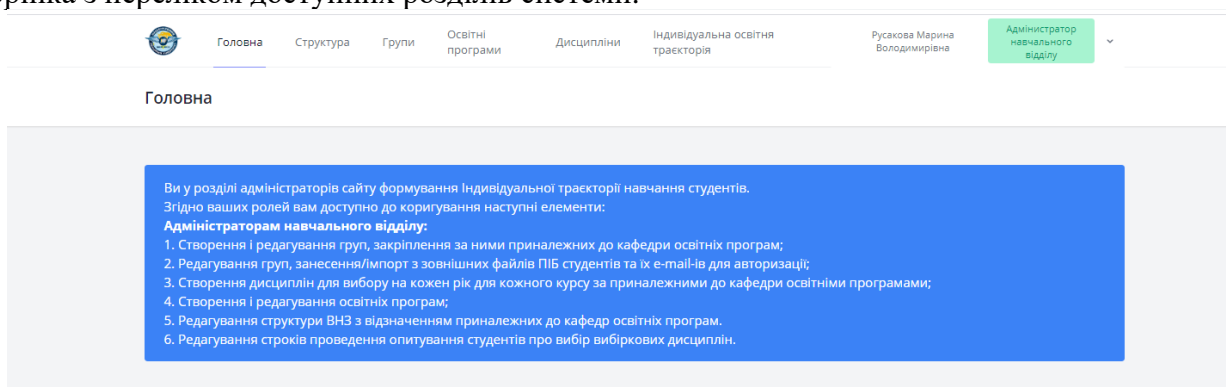 з переліком доступних розділів системи.
Головна Структура Групи Освітні програми Дисципліни Індивідуальна освітня траєкторія Русакова Марина Володимирівна Адміністратор навчального відділу
Головна
Ви у розділі адміністраторів сайту формування Індивідуальної траєкторії навчання студентів.
Згідно ваших ролей вам доступно до коригування наступні елементи:
Адміністраторам навчального відділу:
1. Створення і редагування груп, закріплення за ними приналежних до кафедри освітніх програм;
2. Редагування груп, занесення/імпорт з зовнішних файлів ПІБ студентів та їх e-mail-ів для авторизації;
3. Створення дисциплін для вибору на кожен рік для кожного курсу за приналежними до кафедри освітніми програмами;
4. Створення і редагування освітніх програм;
5. Редагування структури ВНЗ з відзначенням приналежних до кафедр освітніх програм.
6. Редагування строків проведення опитування студентів про вибір вибіркових дисциплін.